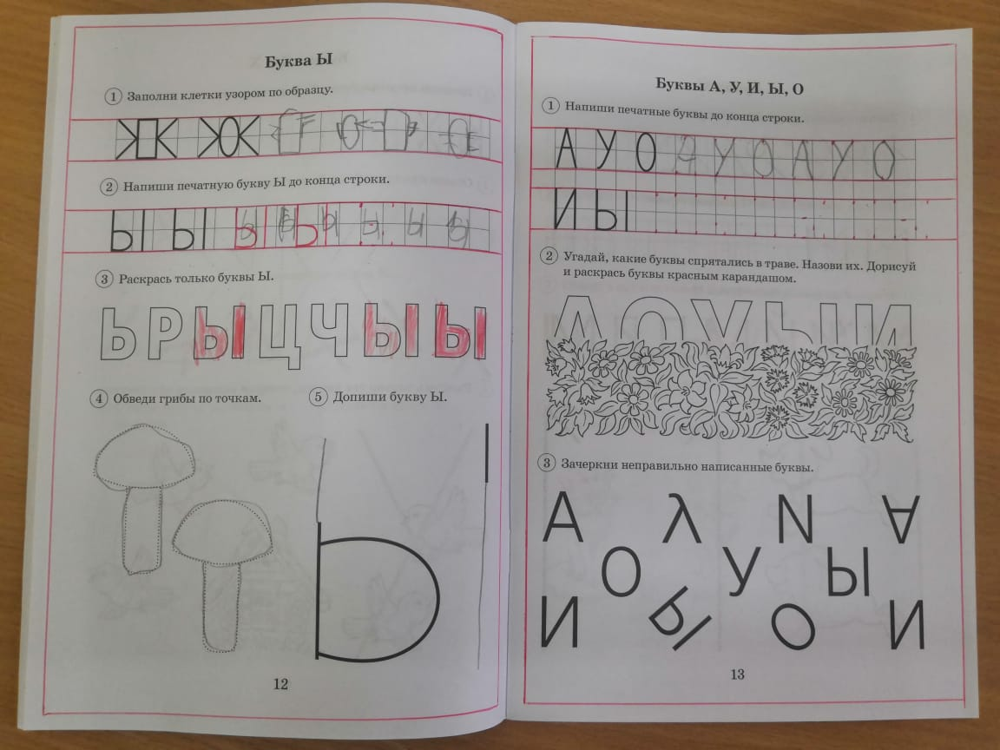 Буква Ы
1 Заполни клетки узором по образцу.
2 Напиши печатную букву Ы до конца строки.
Ы Ы Ы Ы Ы Ы Ы Ы
3 Раскрась только буквы Ы.
Ь Р Ы Ц Ч Ы Ы
4 Обведи грибы по точкам.
5 Допиши букву Ы.
Ы
12
Буквы А, У, И, Ы, О
1 Напиши печатные буквы до конца строки.
А У О А У О А У О
И Ы
2 Угадай, какие буквы спрятались в траве. Назови их. Дорисуй
и раскрась буквы красным карандашом.
А О У Ы И
3 Зачеркни неправильно написанные буквы.
А У И А
О У Ы
И Ы О И
13